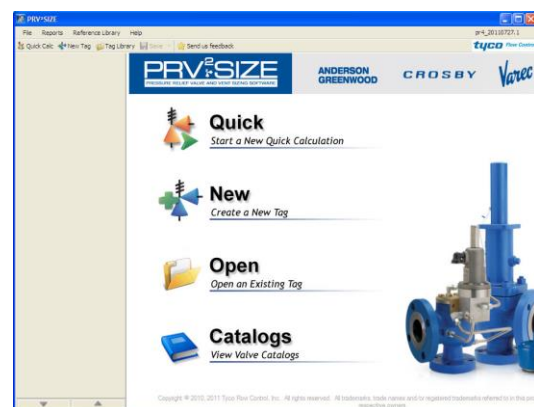 PRV²SIZE
File Reports Reference Library Help pr4_20110727.1
Quick Calc New Tag Tag Library Save Send us feedback tyco Flow Control
PRV²SIZE ANDERSON GREENWOOD CROSBY Varec
PRESSURE RELIEF VALVE AND VENT SIZING SOFTWARE
Quick
Start a New Quick Calculation
New
Create a New Tag
Open
Open an Existing Tag
Catalogs
View Valve Catalogs
Copyright © 2010, 2011 Tyco Flow Control, Inc. All rights reserved. All trademarks, trade names and/or registered trademarks referred to in this
respective owners.